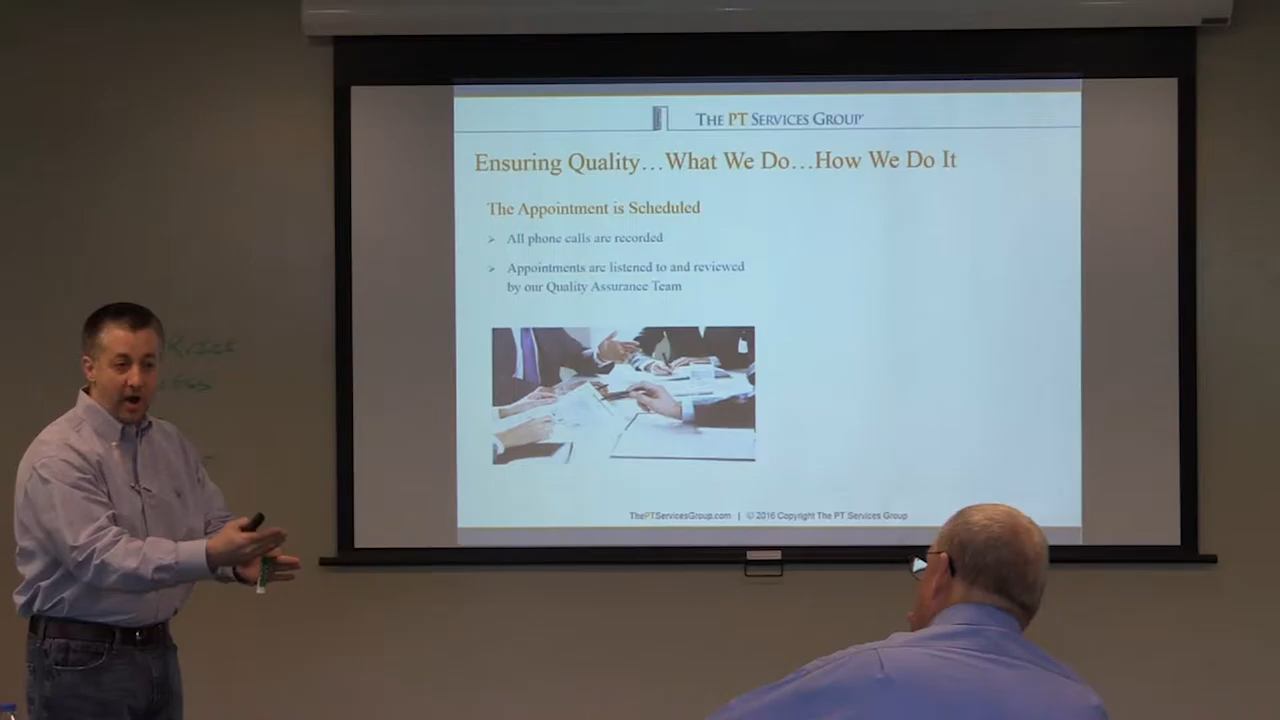 THE PT SERVICES GROUP
Ensuring Quality…What We Do…How We Do It
The Appointment is Scheduled
➢ All phone calls are recorded
➢ Appointments are listened to and reviewed
by our Quality Assurance Team
ThePTServicesGroup.com | © 2016 Copyright The PT Services Group